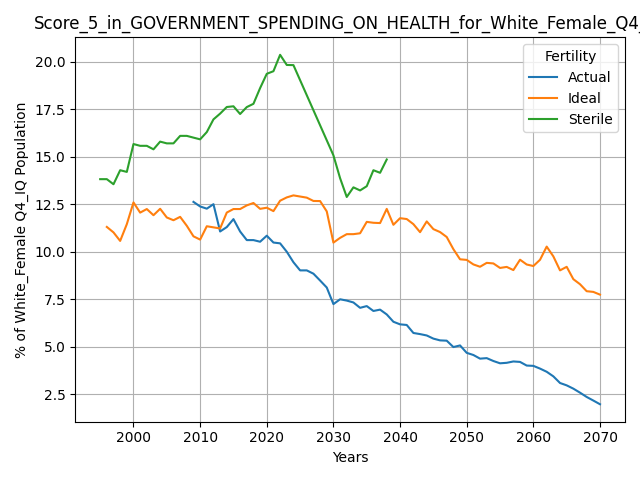 Score_5_in_GOVERNMENT_SPENDING_ON_HEALTH_for_White_Female_Q4_
Fertility
Actual
Ideal
Sterile
% of White_Female Q4_IQ Population
20.0
17.5
15.0
12.5
10.0
7.5
5.0
2.5
2000 2010 2020 2030 2040 2050 2060 2070
Years